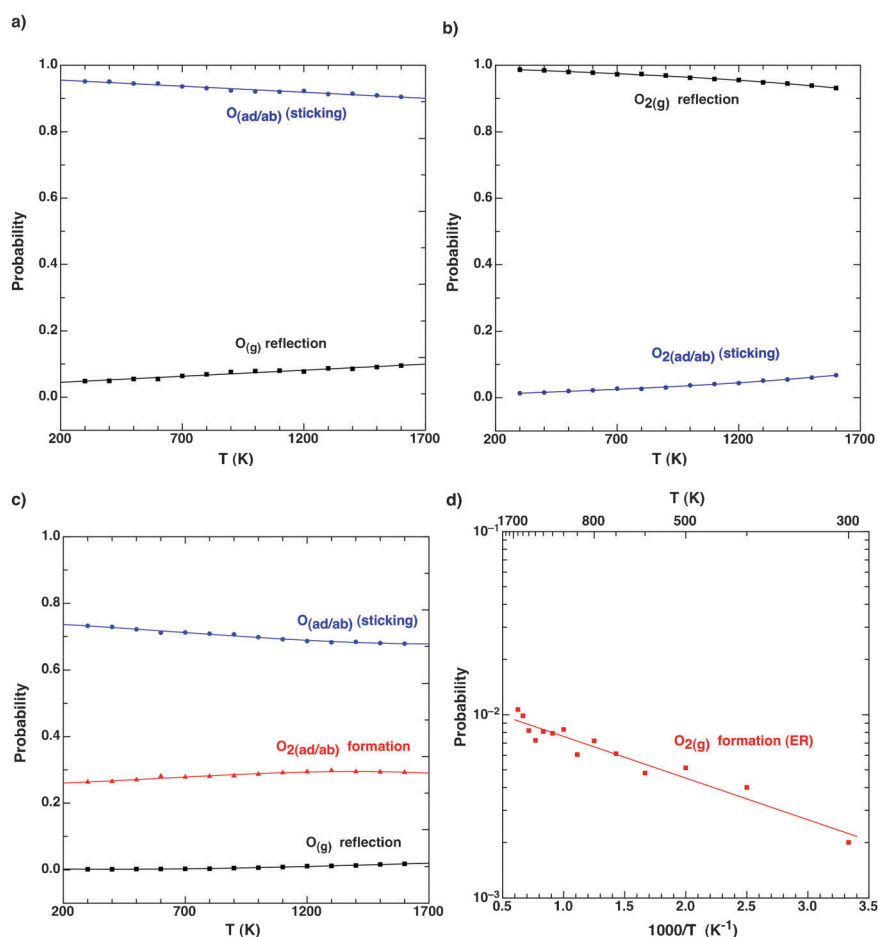 a)
1.0
0.8
0.6
0.4
0.2
0.0
Probability
O(ad/ab) (sticking)
O(g) reflection
200 700 1200 1700
T (K)
b)
1.0
0.8
0.6
0.4
0.2
0.0
Probability
O2(g) reflection
O2(ad/ab) (sticking)
200 700 1200 1700
T (K)
c)
1.0
0.8
0.6
0.4
0.2
0.0
Probability
O(ad/ab) (sticking)
O2(ad/ab) formation
O(g) reflection
200 700 1200 1700
T (K)
d)
T (K)
1700 800 500 300
10−1
10−2
10−3
Probability
O2(g) formation (ER)
0.5 1.0 1.5 2.0 2.5 3.0 3.5
1000/T (K−1)